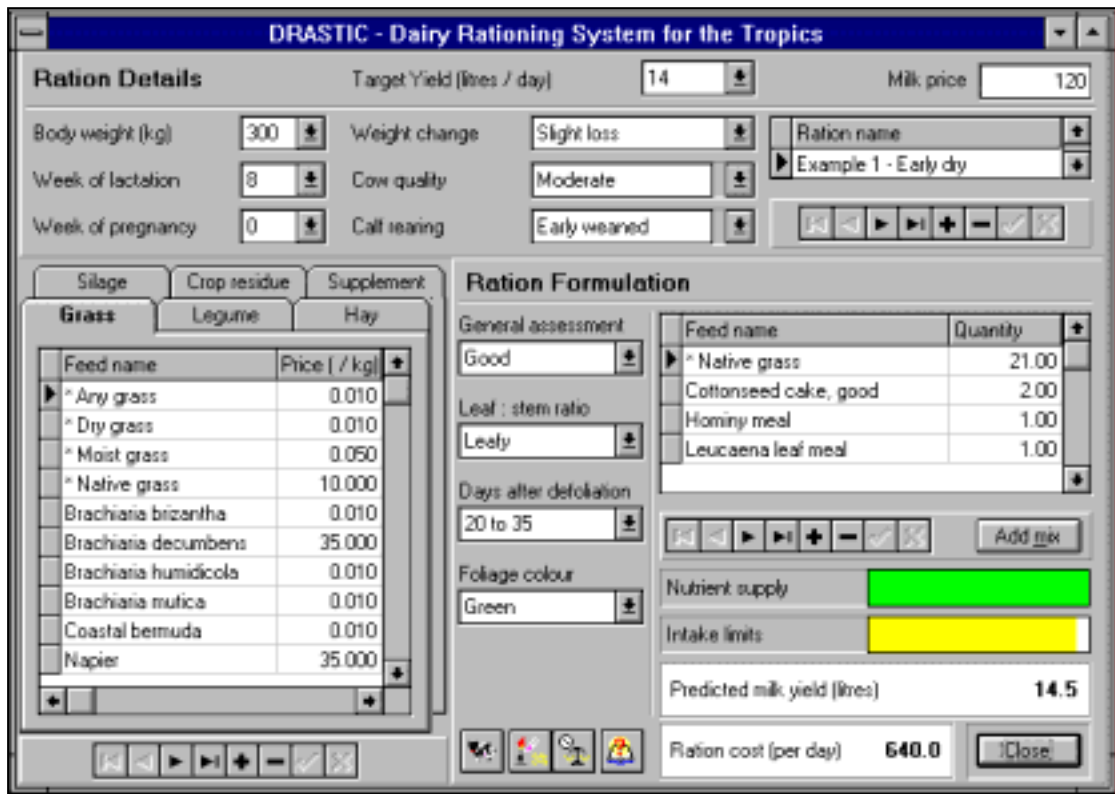 DRASTIC - Dairy Rationing System for the Tropics
Ration Details
Target Yield (litres / day) 14
Milk price 120
Body weight (kg) 300
Weight change Slight loss
Ration name
Example 1 - Early dry
Week of lactation 8
Cow quality Moderate
Week of pregnancy 0
Calf rearing Early weaned
Silage Crop residue Supplement
Grass Legume Hay
Feed name Price ( / kg)
* Any grass 0.010
* Dry grass 0.010
* Moist grass 0.050
* Native grass 10.000
Brachiaria brizantha 0.010
Brachiaria decumbens 35.000
Brachiaria humidicola 0.010
Brachiaria mutica 0.010
Coastal bermuda 0.010
Napier 35.000
Ration Formulation
General assessment
Good
Leaf : stem ratio
Leafy
Days after defoliation
20 to 35
Foliage colour
Green
Feed name Quantity
* Native grass 21.00
Cottonseed cake, good 2.00
Hominy meal 1.00
Leucaena leaf meal 1.00
Add mix
Nutrient supply
Intake limits
Predicted milk yield (litres) 14.5
Ration cost (per day) 640.0
Close